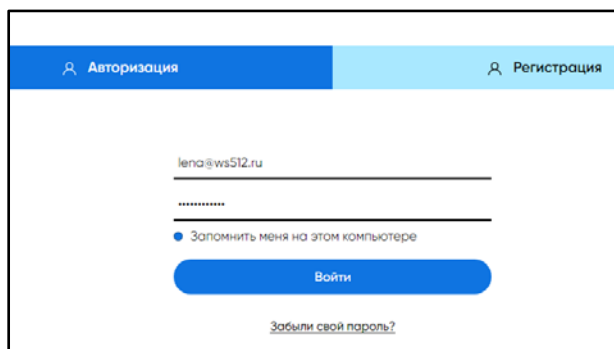 Авторизация
Регистрация
lena@ws512.ru
••••••••••••
Запомнить меня на этом компьютере
Войти
Забыли свой пароль?